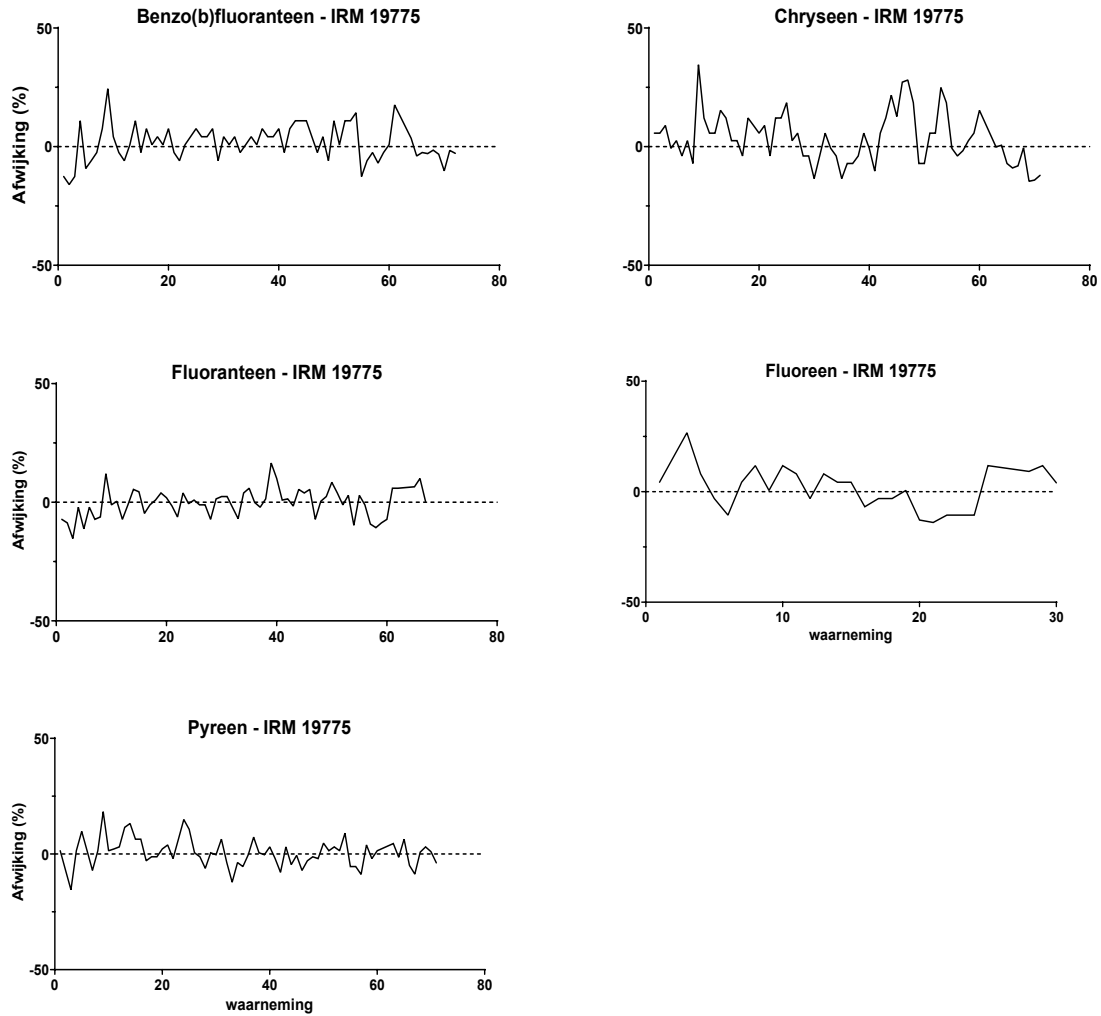 Benzo(b)fluoranteen - IRM 19775
50
0
-50
Afwijking (%)
0 20 40 60 80
Chryseen - IRM 19775
50
0
-50
0 20 40 60 80
Fluoranteen - IRM 19775
50
0
-50
Afwijking (%)
0 20 40 60 80
Fluoreen - IRM 19775
50
0
-50
0 10 20 30
waarneming
Pyreen - IRM 19775
50
0
-50
Afwijking (%)
0 20 40 60 80
waarneming